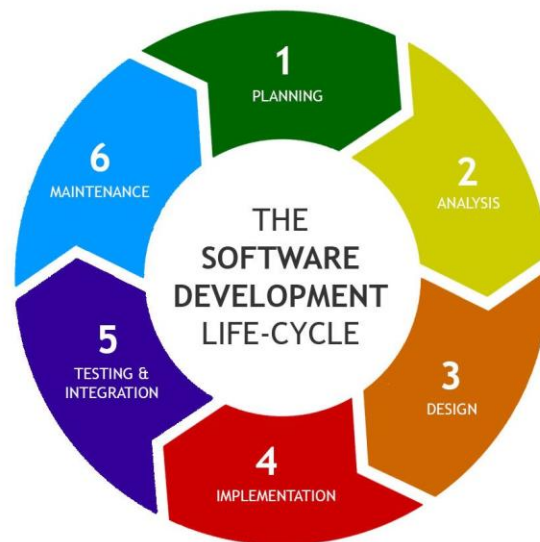 1
PLANNING
2
ANALYSIS
3
DESIGN
4
IMPLEMENTATION
5
TESTING &
INTEGRATION
6
MAINTENANCE
THE
SOFTWARE
DEVELOPMENT
LIFE-CYCLE